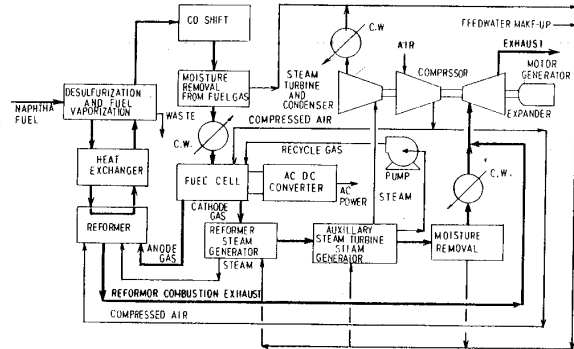 CO SHIFT
C.W
FEEDWATER MAKE-UP
EXHAUST
AIR
MOTOR
GENERATOR
COMPRSSOR
STEAM
TURBINE
AND
CONDENSER
EXPANDER
MOISTURE
REMOVAL
FROM FUEL GAS
DESULFURIZATION
AND FUEL
VAPORIZATION
NAPHTHA
FUEL
WASTE
COMPRESSED AIR
C.W.
RECYCLE GAS
HEAT
EXCHANGER
FUEL CELL
AC DC
CONVERTER
AC
POWER
PUMP
STEAM
C.W.
CATHODE
GAS
REFORMER
ANODE
GAS
REFORMER
STEAM
GENERATOR
AUXILLARY
STEAM TURBINE
STEAM
GENERATOR
MOISTURE
REMOVAL
STEAM
REFORMOR COMBUSTION EXHAUST
COMPRESSED AIR